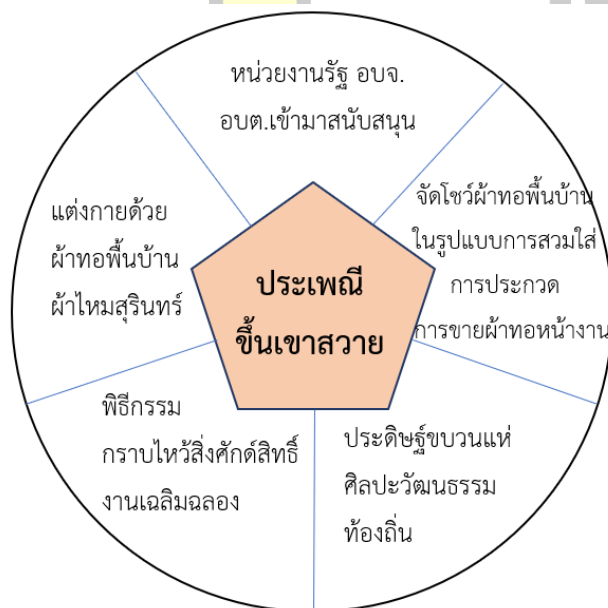 หน่วยงานรัฐ อบจ.
อบต.เข้ามาสนับสนุน
แต่งกายด้วย
ผ้าทอพื้นบ้าน
ผ้าไหมสุรินทร์
จัดโชว์ผ้าทอพื้นบ้าน
ในรูปแบบการสวมใส่
การประกวด
การขายผ้าทอหน้างาน
ประเพณี
ขึ้นเขาสวาย
พิธีกรรม
กราบไหว้สิ่งศักดิ์สิทธิ์
งานเฉลิมฉลอง
ประดิษฐ์ขบวนแห่
ศิลปะวัฒนธรรม
ท้องถิ่น